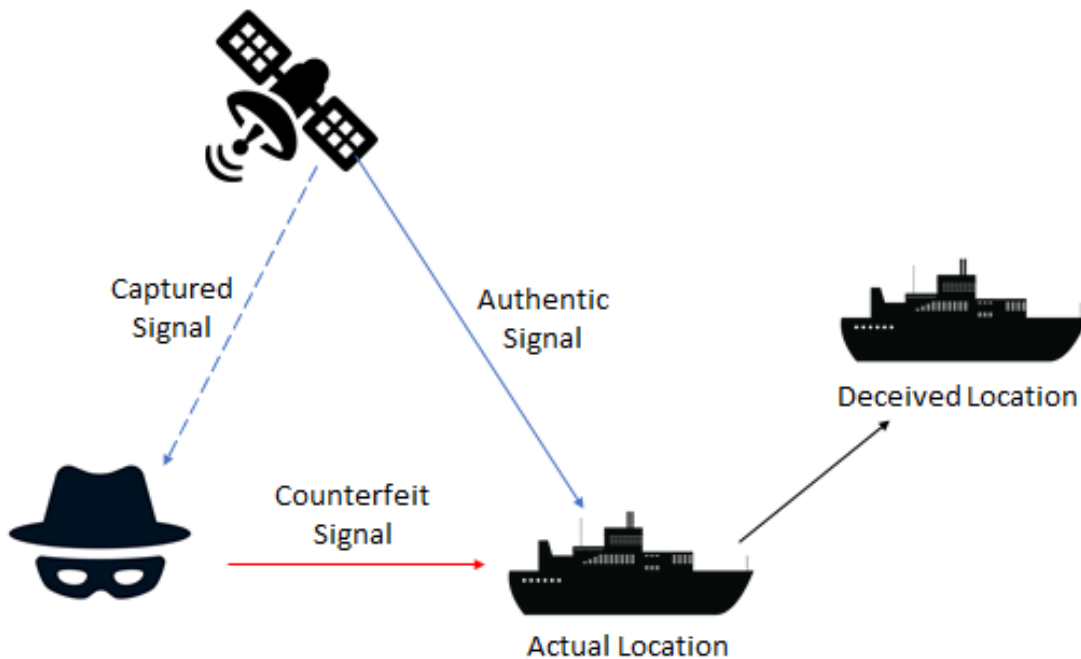 Captured
Signal
Authentic
Signal
Deceived Location
Counterfeit
Signal
Actual Location